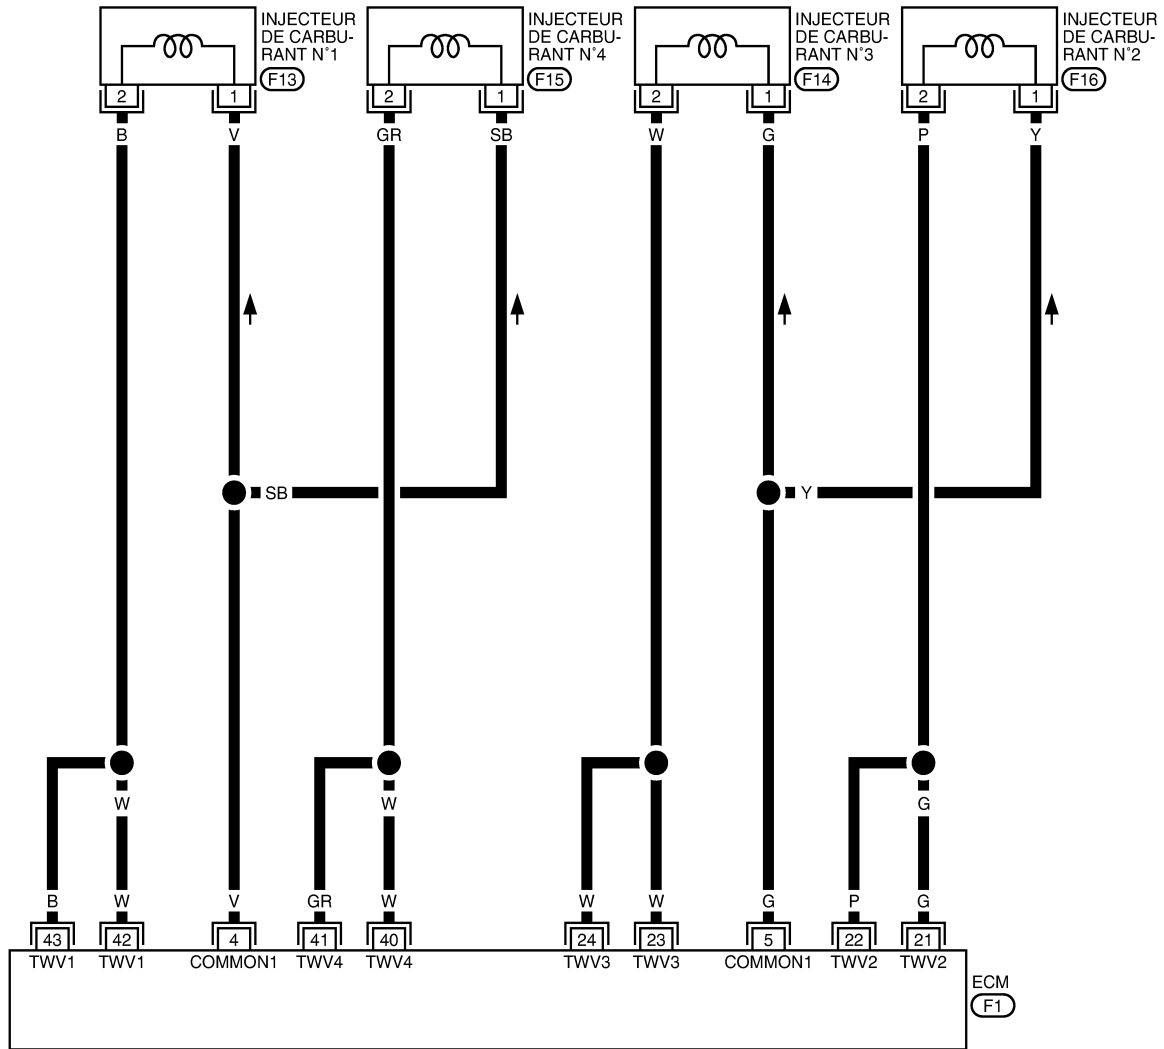 INJECTEUR
DE CARBU-
RANT N°1
F13
INJECTEUR
DE CARBU-
RANT N°4
F15
INJECTEUR
DE CARBU-
RANT N°3
F14
INJECTEUR
DE CARBU-
RANT N°2
F16
2 1 2 1 2 1 2 1
B V GR SB W G P Y
SB Y
W W G
B W V GR W W W G P G
43 42 4 41 40 24 23 5 22 21
TWV1 TWV1 COMMON1 TWV4 TWV4 TWV3 TWV3 COMMON1 TWV2 TWV2
ECM
F1